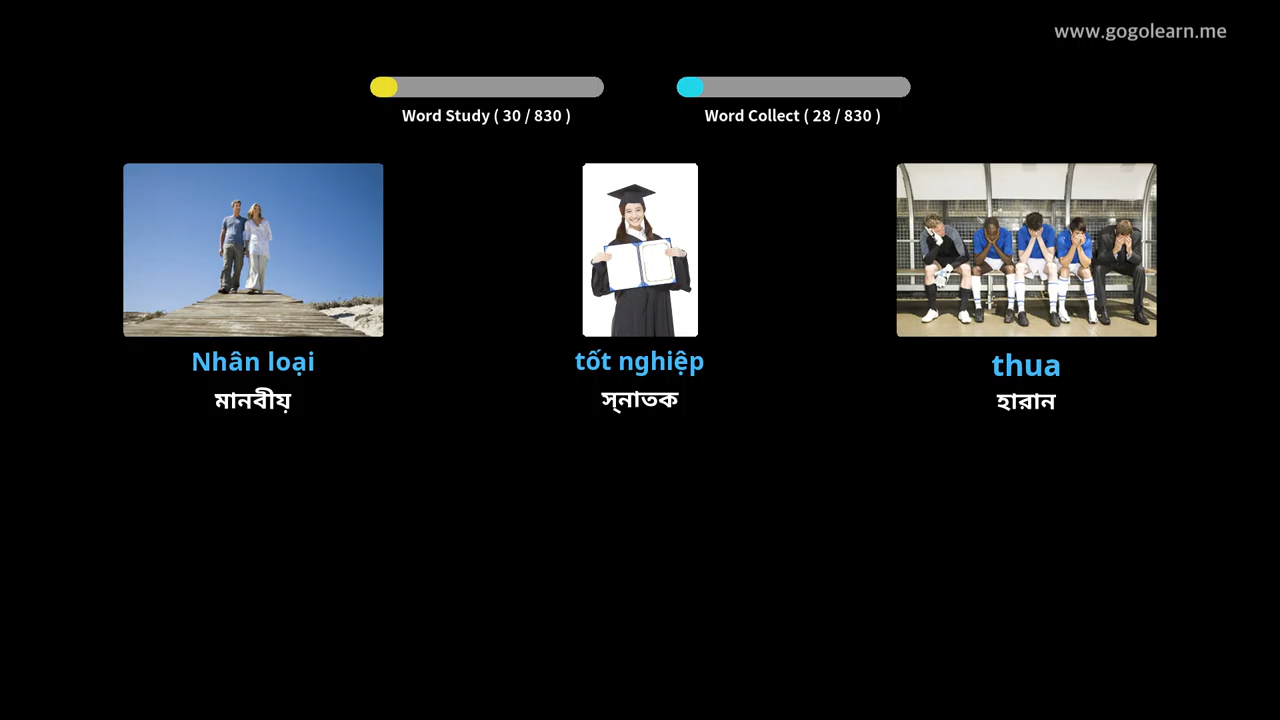 www.gogolearn.me
Word Study ( 30 / 830 )
Word Collect ( 28 / 830 )
Nhân loại
tốt nghiệp
thua
মানবীয়
স্নাতক
হারান